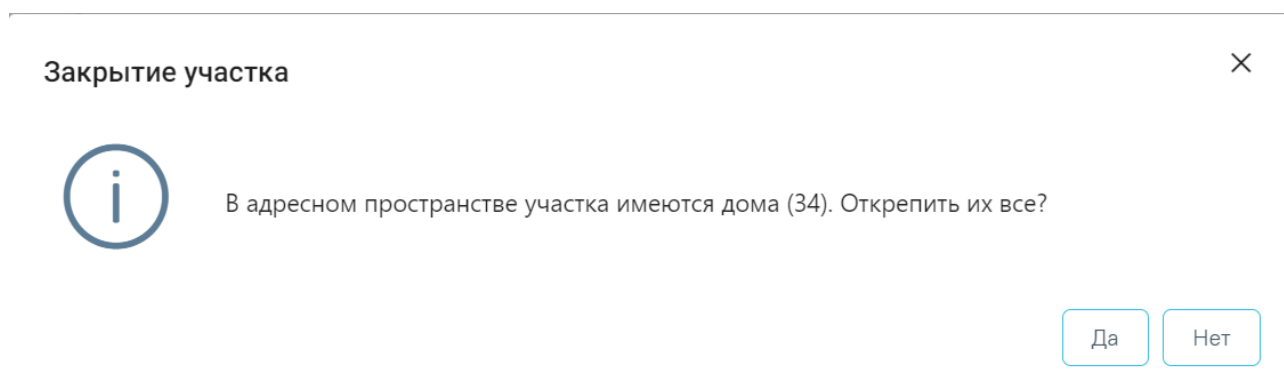 Закрытие участка
В адресном пространстве участка имеются дома (34). Открепить их все?
Да Нет